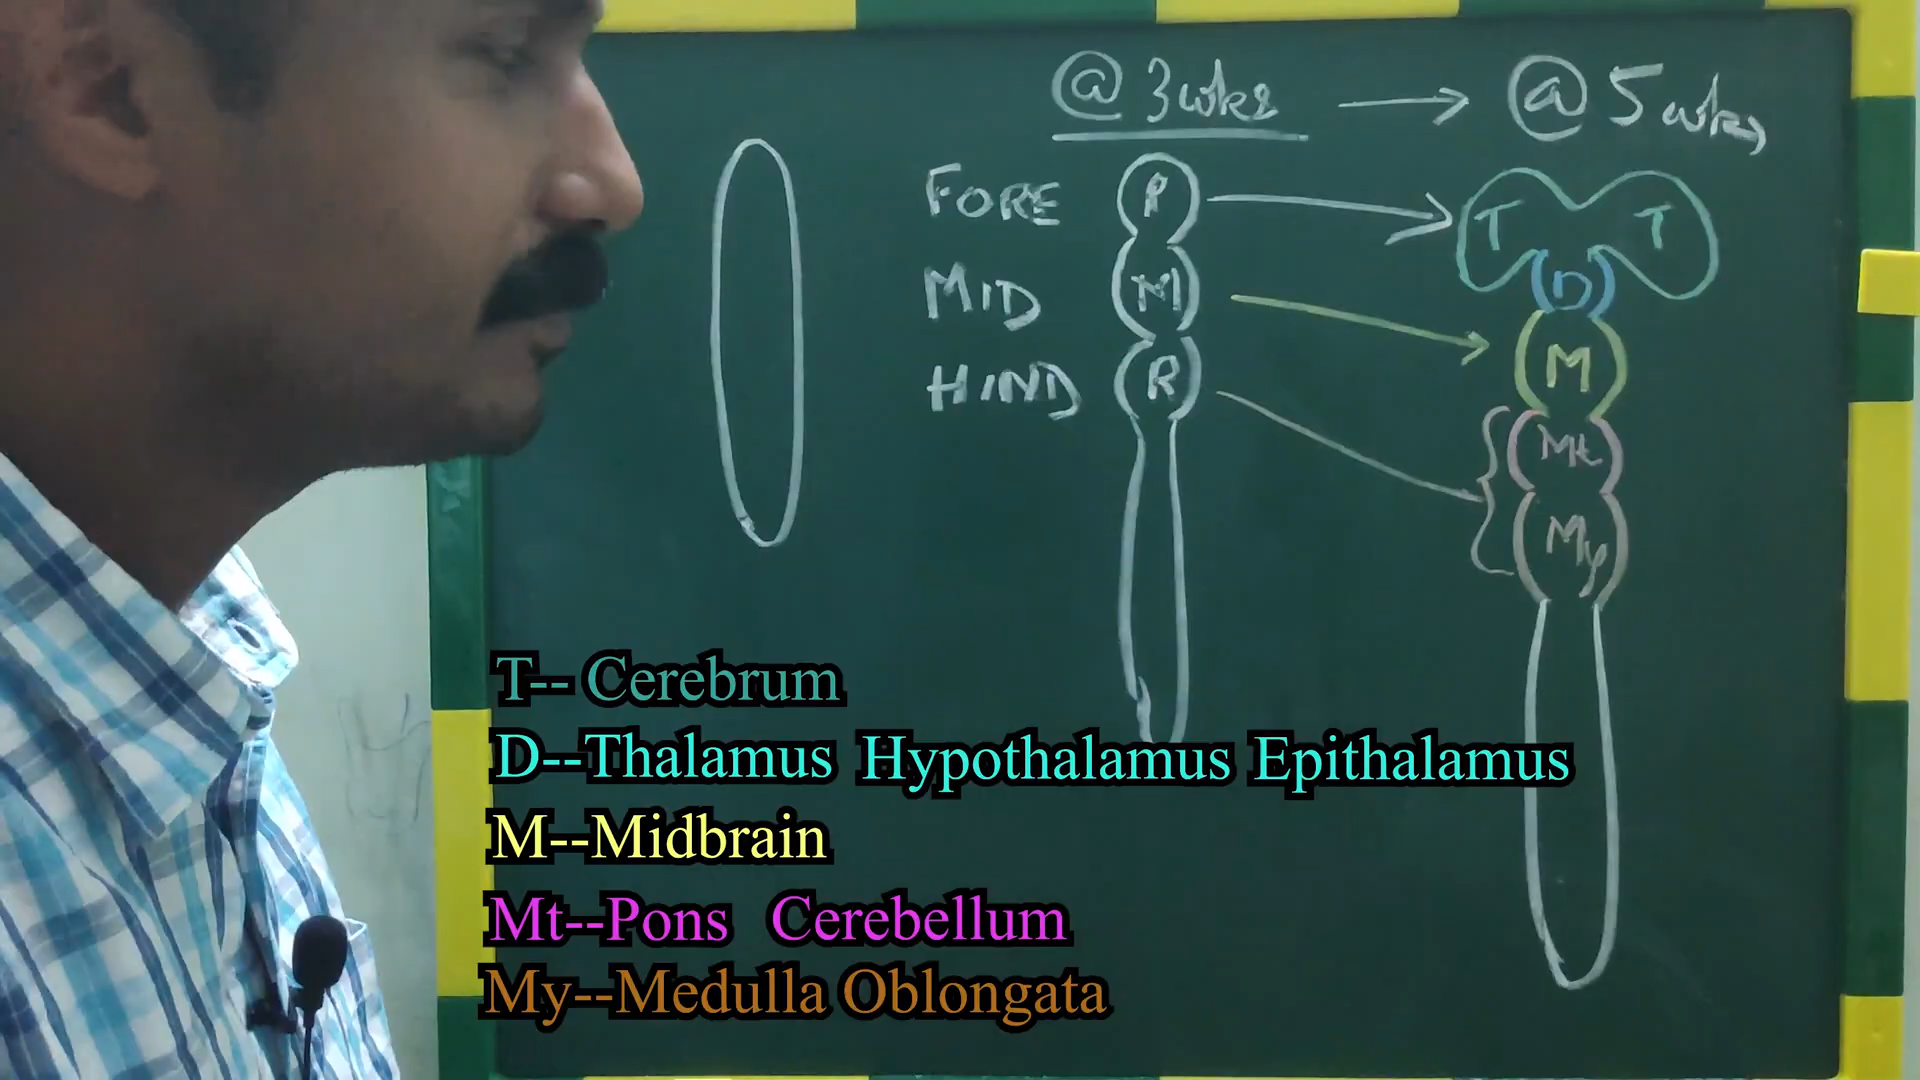 @ 3wks → @ 5wks
FORE P T T
D
MID M M
HIND R Mt
My
T-- Cerebrum
D--Thalamus Hypothalamus Epithalamus
M--Midbrain
Mt--Pons Cerebellum
My--Medulla Oblongata